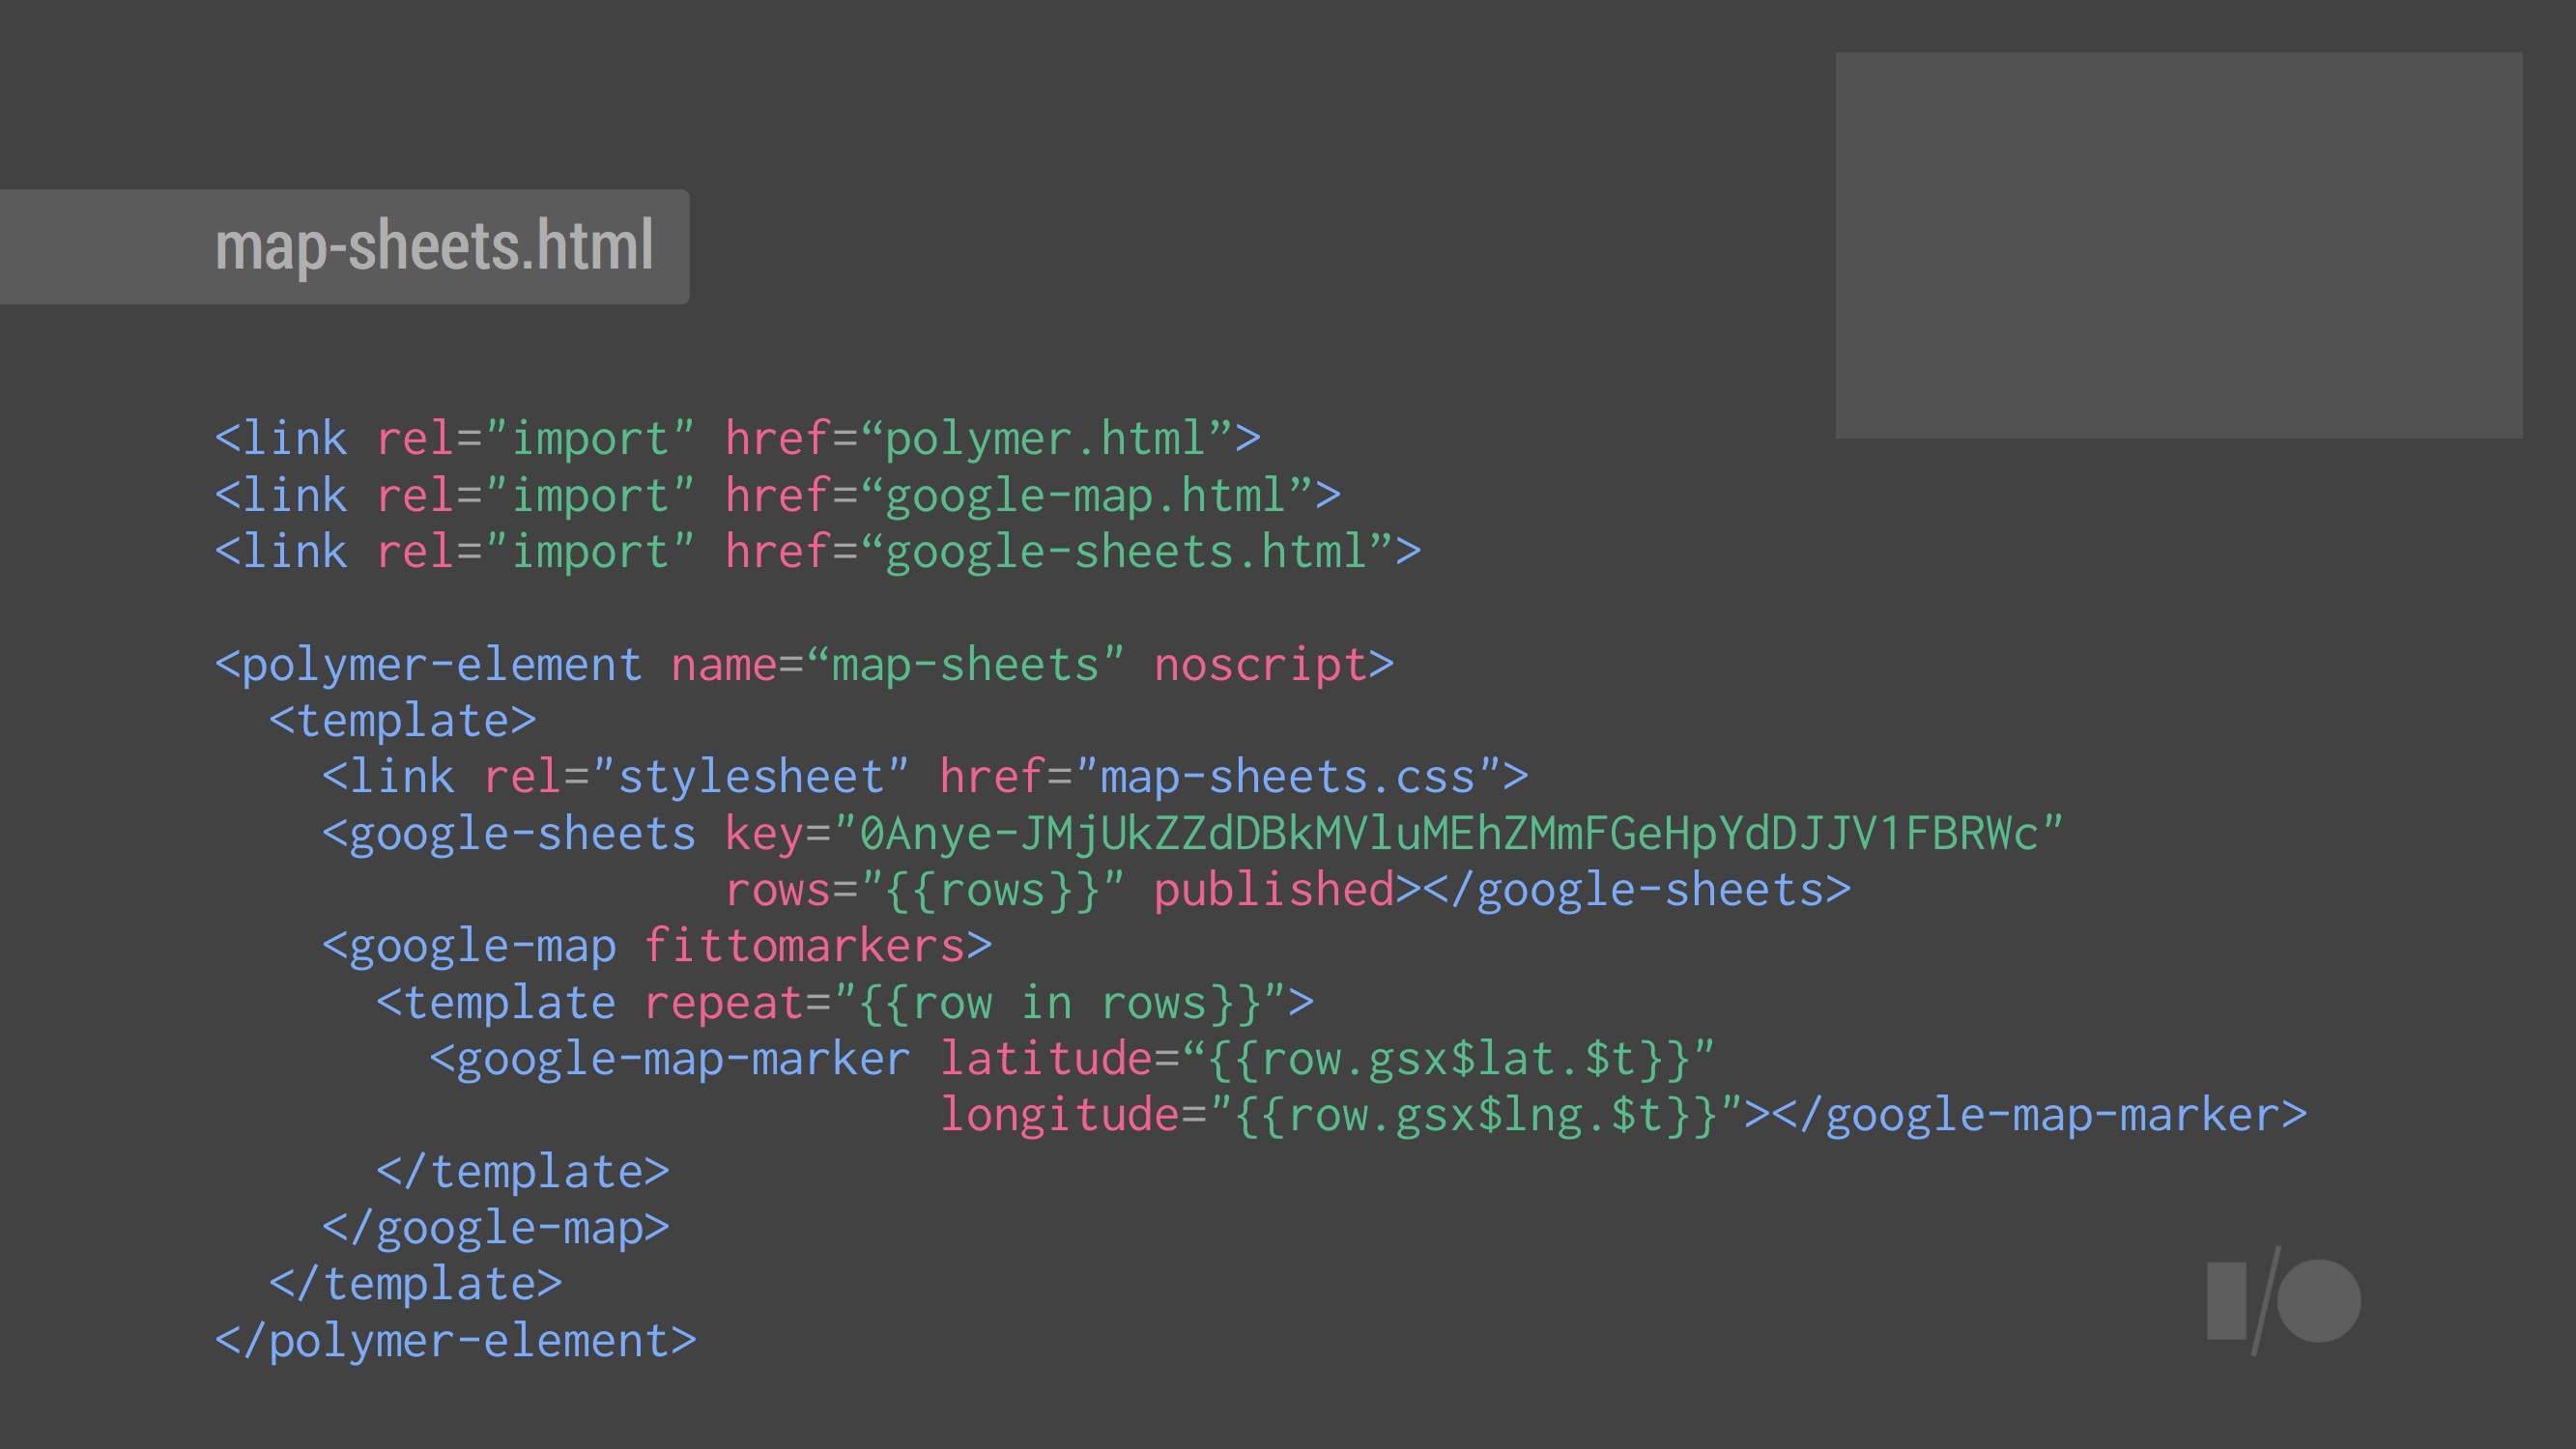 map-sheets.html
<link rel="import" href=“polymer.html”>
<link rel="import" href=“google-map.html”>
<link rel="import" href=“google-sheets.html”>
<polymer-element name=“map-sheets" noscript>
<template>
<link rel="stylesheet" href="map-sheets.css">
<google-sheets key="0Anye-JMjUkZZdDBkMVluMEhZMmFGeHpYdDJJV1FBRWc"
rows="{{rows}}" published></google-sheets>
<google-map fittomarkers>
<template repeat="{{row in rows}}">
<google-map-marker latitude=“{{row.gsx$lat.$t}}"
longitude="{{row.gsx$lng.$t}}"></google-map-marker>
</template>
</google-map>
</template>
</polymer-element>
I/O